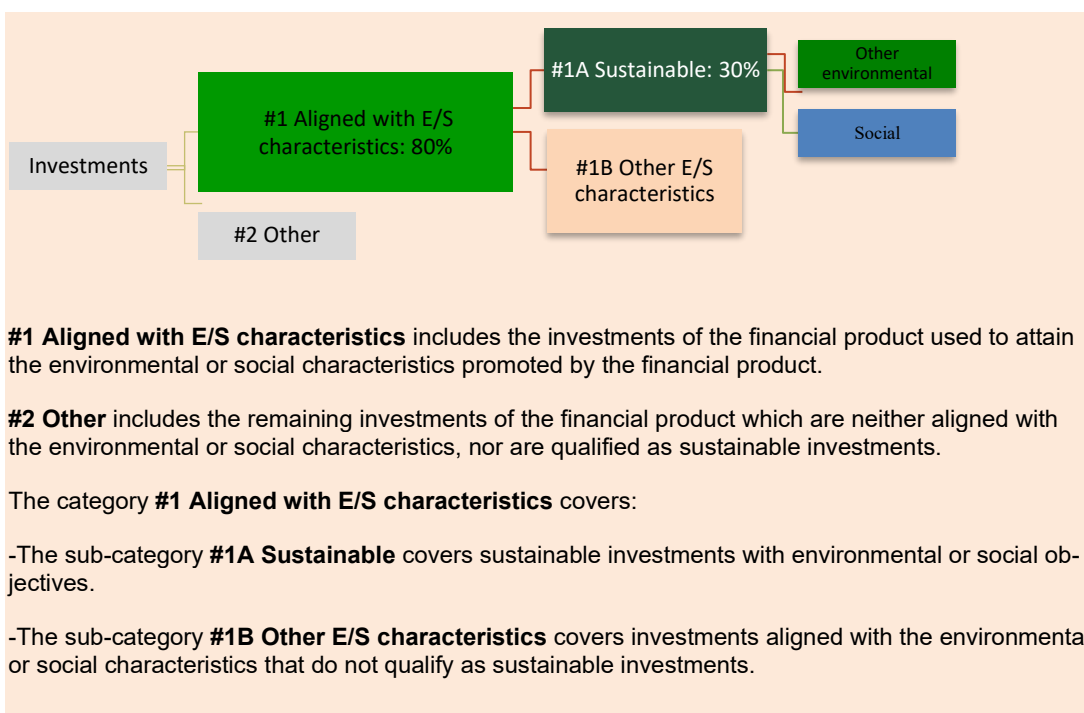 Other
environmental
#1A Sustainable: 30%
#1 Aligned with E/S
characteristics: 80%
Social
Investments
#1B Other E/S
characteristics
#2 Other
#1 Aligned with E/S characteristics includes the investments of the financial product used to attain
the environmental or social characteristics promoted by the financial product.
#2 Other includes the remaining investments of the financial product which are neither aligned with
the environmental or social characteristics, nor are qualified as sustainable investments.
The category #1 Aligned with E/S characteristics covers:
-The sub-category #1A Sustainable covers sustainable investments with environmental or social ob-
jectives.
-The sub-category #1B Other E/S characteristics covers investments aligned with the environmenta
or social characteristics that do not qualify as sustainable investments.